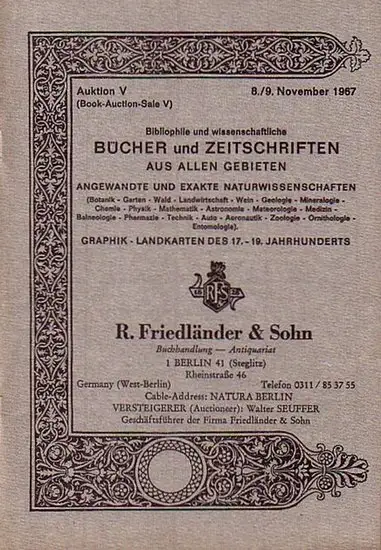 Auktion V 8./9. November 1967
(Book-Auction-Sale V)
Bibliophile und wissenschaftliche
BÜCHER und ZEITSCHRIFTEN
AUS ALLEN GEBIETEN
ANGEWANDTE UND EXAKTE NATURWISSENSCHAFTEN
(Botanik - Garten - Wald - Landwirtschaft - Wein - Geologie - Mineralogie -
Chemie - Physik - Mathematik - Astronomie - Meteorologie - Medizin -
Balneologie - Pharmazie - Technik - Auto - Aeronautik - Zoologie - Ornithologie -
Entomologie).
GRAPHIK - LANDKARTEN DES 17. - 19. JAHRHUNDERTS
RFS
R. Friedländer & Sohn
Buchhandlung — Antiquariat
1 BERLIN 41 (Steglitz)
Rheinstraße 46
Germany (West-Berlin) Telefon 0311 / 85 37 55
Cable-Address: NATURA BERLIN
VERSTEIGERER (Auctioneer): Walter SEUFFER
Geschäftsführer der Firma Friedländer & Sohn